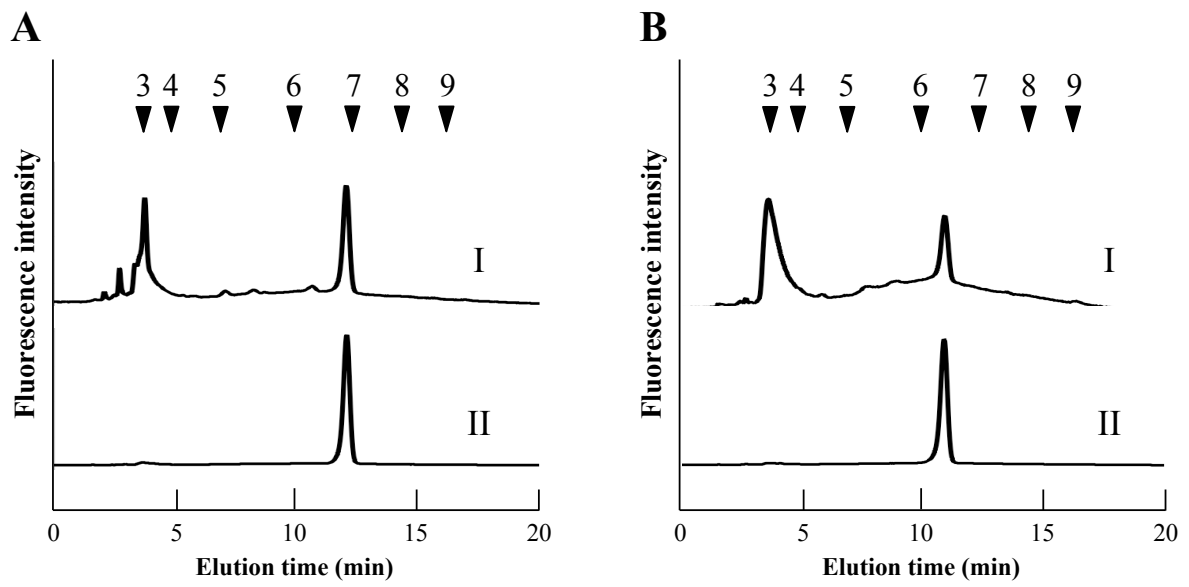 A
3 4 5 6 7 8 9
Fluorescence intensity
I
II
0 5 10 15 20
Elution time (min)
B
3 4 5 6 7 8 9
Fluorescence intensity
I
II
0 5 10 15 20
Elution time (min)